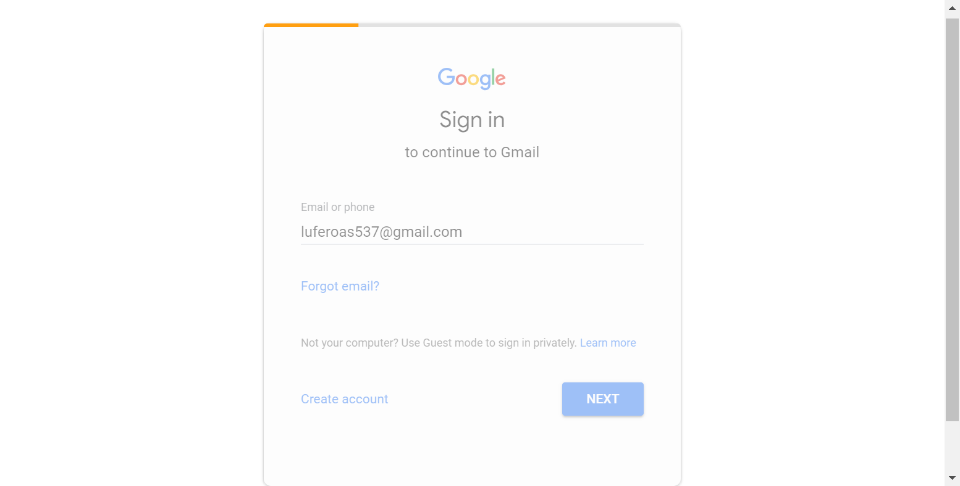 Google
Sign in
to continue to Gmail
Email or phone
luferoas537@gmail.com
Forgot email?
Not your computer? Use Guest mode to sign in privately. Learn more
Create account
NEXT